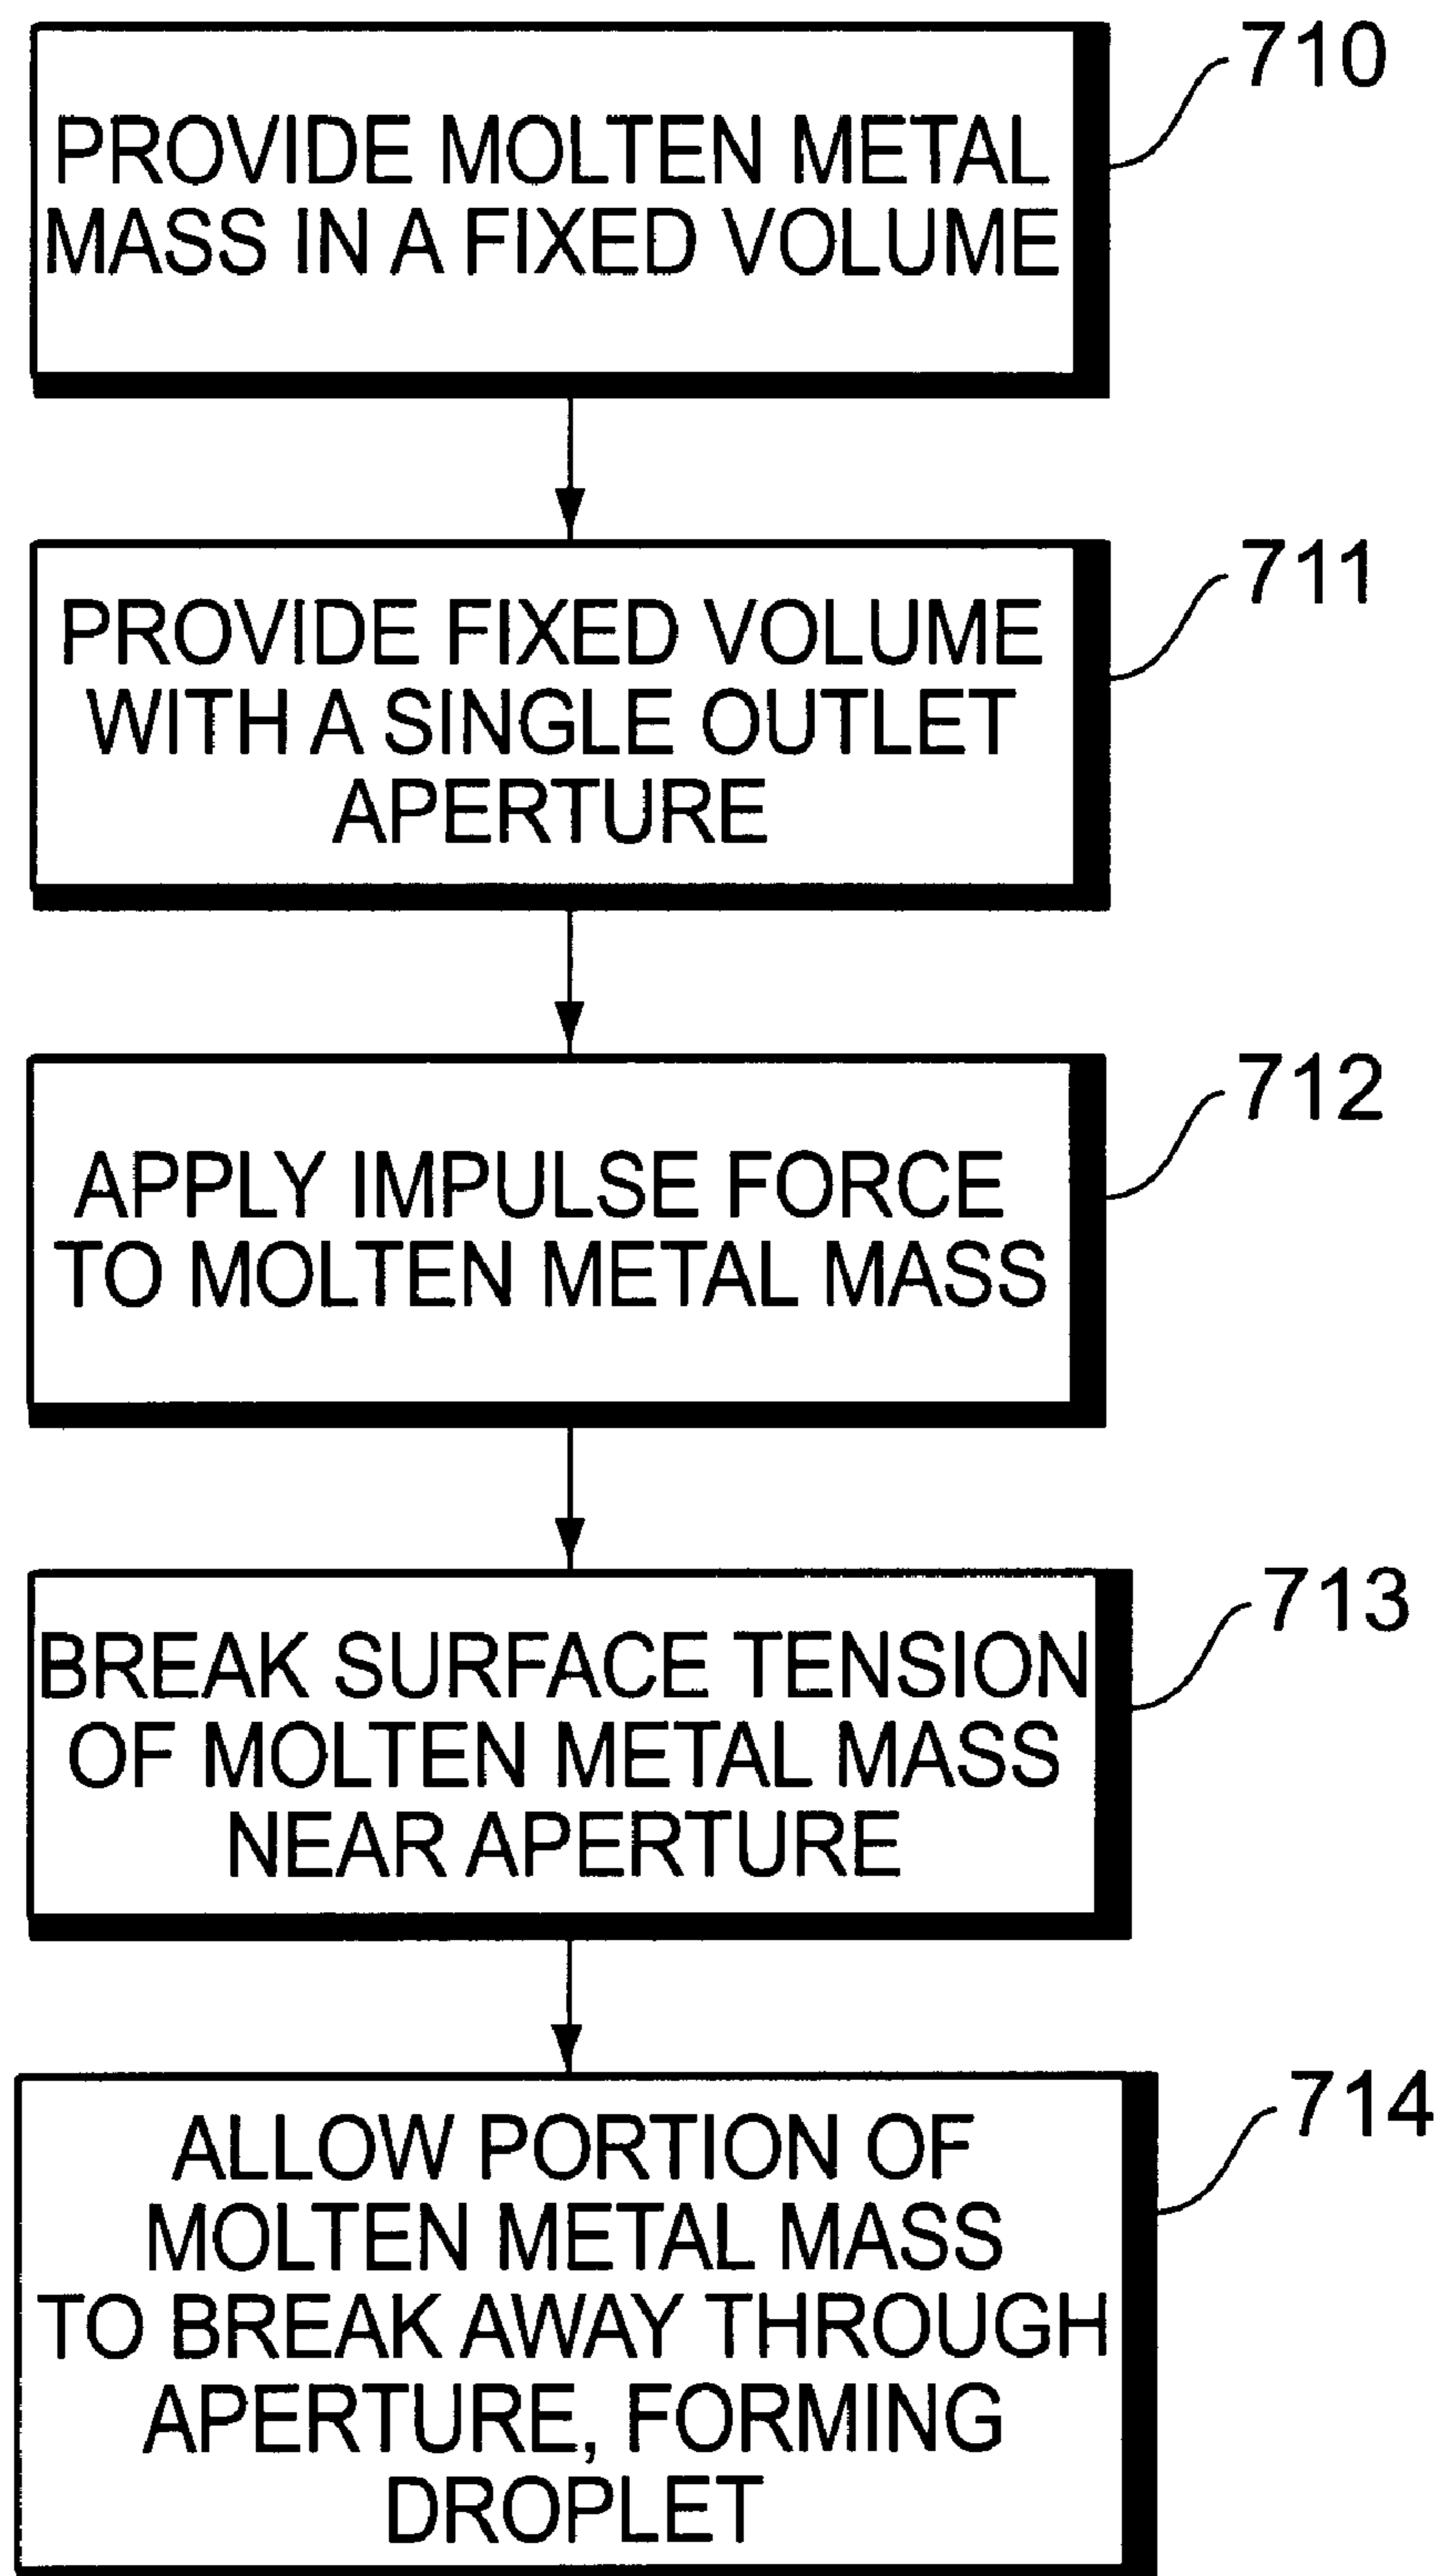 710
PROVIDE MOLTEN METAL
MASS IN A FIXED VOLUME
711
PROVIDE FIXED VOLUME
WITH A SINGLE OUTLET
APERTURE
712
APPLY IMPULSE FORCE
TO MOLTEN METAL MASS
713
BREAK SURFACE TENSION
OF MOLTEN METAL MASS
NEAR APERTURE
714
ALLOW PORTION OF
MOLTEN METAL MASS
TO BREAK AWAY THROUGH
APERTURE, FORMING
DROPLET